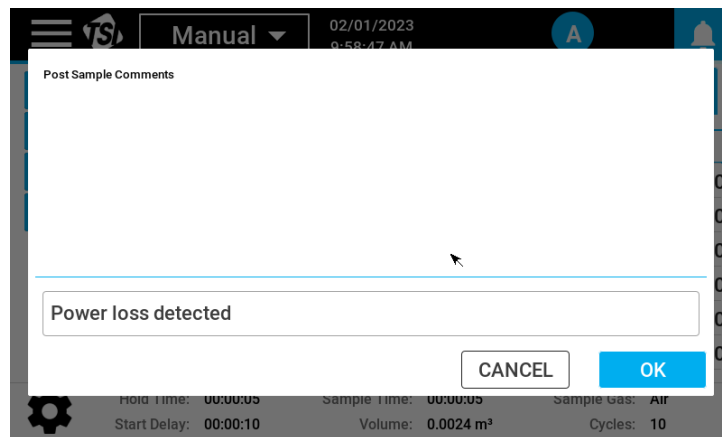 TSI Manual 02/01/2023 A
9:58:47 AM
Post Sample Comments
Power loss detected
CANCEL OK
Hold Time: 00:00:05 Sample Time: 00:00:05 Sample Gas: Air
Start Delay: 00:00:10 Volume: 0.0024 m³ Cycles: 10